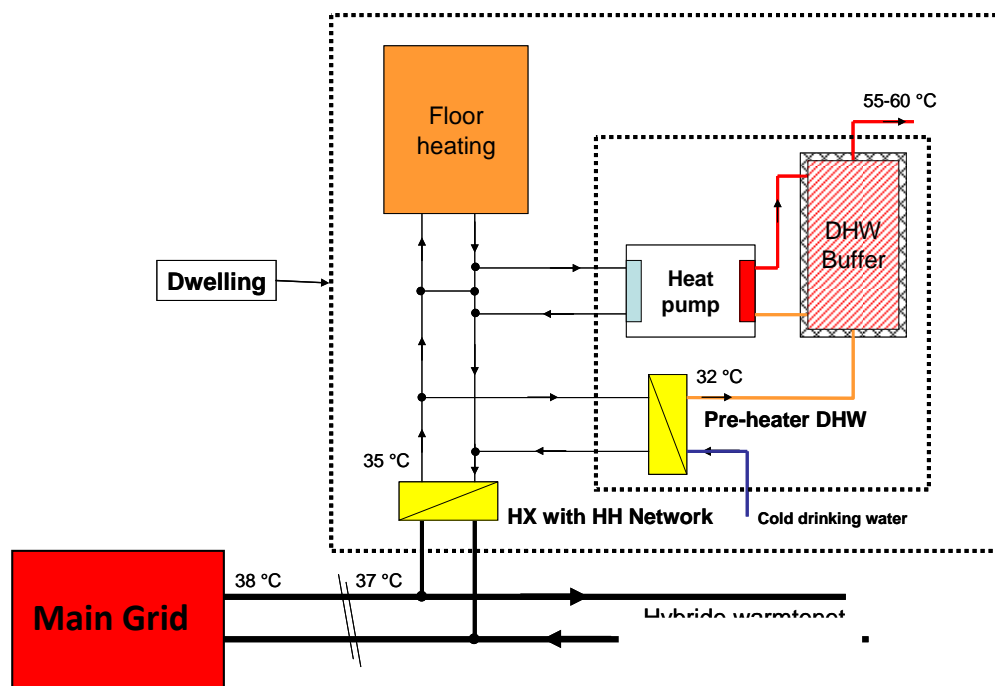 55-60 °C
Floor
heating
DHW
Buffer
Heat
pump
Dwelling
32 °C
Pre-heater DHW
35 °C
HX with HH Network
Cold drinking water
38 °C
37 °C
Main Grid